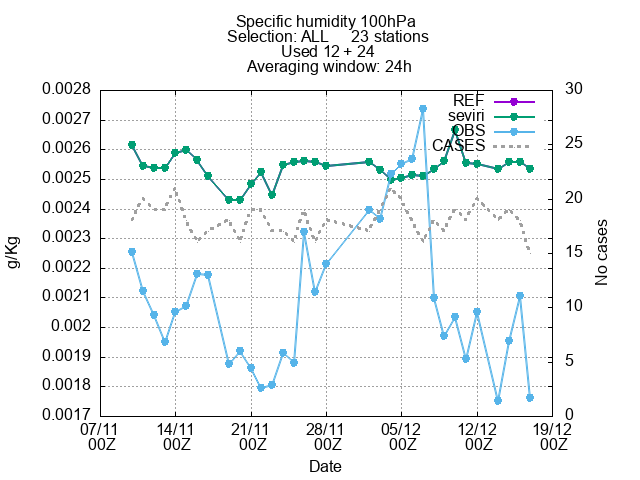 Specific humidity 100hPa
Selection: ALL 23 stations
Used 12 + 24
Averaging window: 24h
REF
seviri
OBS
CASES
0.0028
0.0027
0.0026
0.0025
0.0024
0.0023
0.0022
0.0021
0.002
0.0019
0.0018
0.0017
g/Kg
30
25
20
15
10
5
0
No cases
07/11 14/11 21/11 28/11 05/12 12/12 19/12
00Z 00Z 00Z 00Z 00Z 00Z 00Z
Date